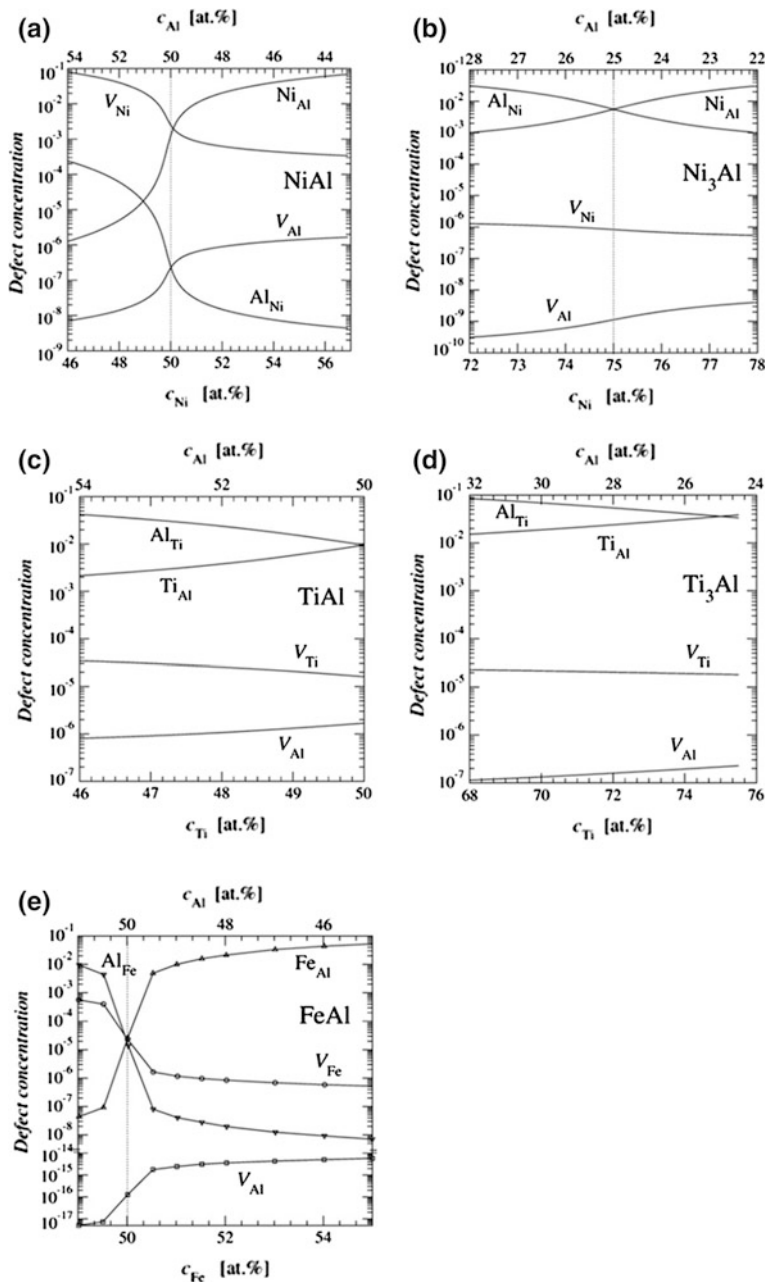 (a)
c_Al [at.%]
54 52 50 48 46 44
10^-1
10^-2
10^-3
10^-4
10^-5
10^-6
10^-7
10^-8
10^-9
Defect concentration
V_Ni
Ni_Al
NiAl
V_Al
Al_Ni
46 48 50 52 54 56
c_Ni [at.%]
(b)
c_Al [at.%]
28 27 26 25 24 23 22
10^-1
10^-2
10^-3
10^-4
10^-5
10^-6
10^-7
10^-8
10^-9
10^-10
Defect concentration
Al_Ni
Ni_Al
Ni3Al
V_Ni
V_Al
72 73 74 75 76 77 78
c_Ni [at.%]
(c)
c_Al [at.%]
54 52 50
10^-1
10^-2
10^-3
10^-4
10^-5
10^-6
10^-7
Defect concentration
Al_Ti
Ti_Al
TiAl
V_Ti
V_Al
46 47 48 49 50
c_Ti [at.%]
(d)
c_Al [at.%]
32 30 28 26 24
10^-1
10^-2
10^-3
10^-4
10^-5
10^-6
10^-7
Defect concentration
Al_Ti
Ti_Al
Ti3Al
V_Ti
V_Al
68 70 72 74 76
c_Ti [at.%]
(e)
c_Al [at.%]
50 48 46
10^-1
10^-2
10^-3
10^-4
10^-5
10^-6
10^-7
10^-8
10^-14
10^-15
10^-16
10^-17
Defect concentration
Al_Fe
Fe_Al
FeAl
V_Fe
V_Al
50 52 54
c_Fe [at.%]